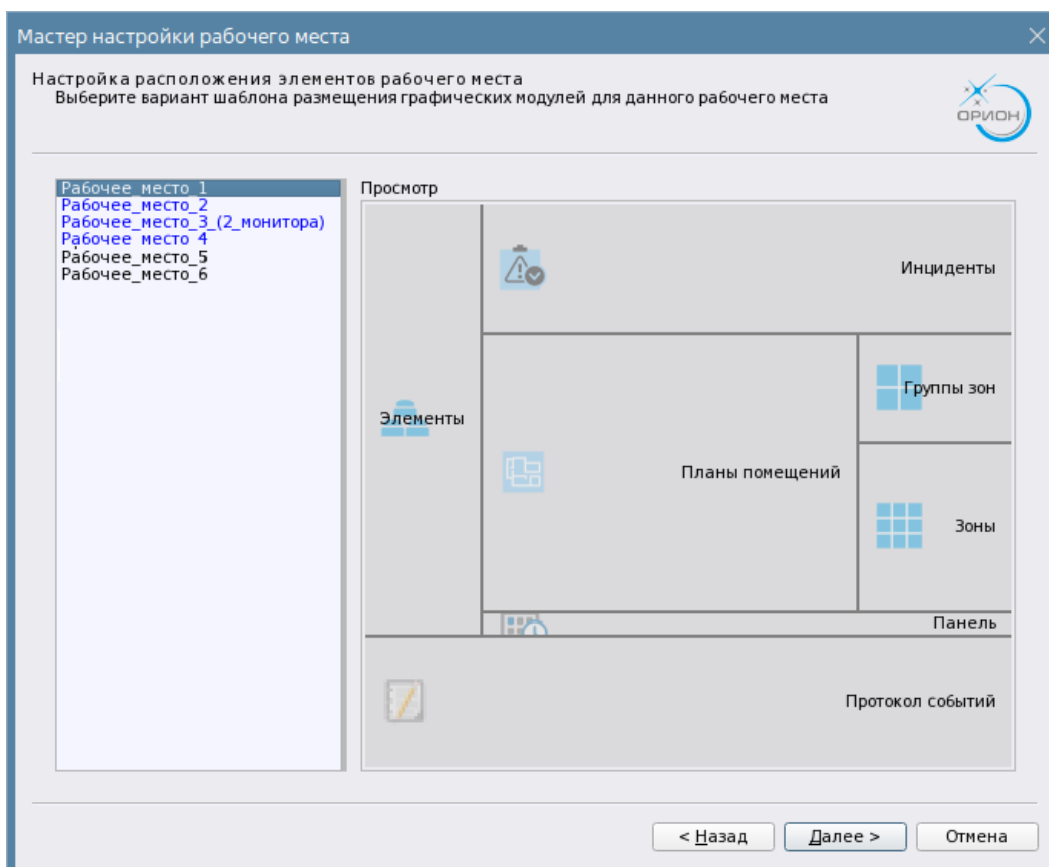 Мастер настройки рабочего места
Настройка расположения элементов рабочего места
Выберите вариант шаблона размещения графических модулей для данного рабочего места
ОРИОН
Рабочее_место_1
Рабочее_место_2
Рабочее_место_3_(2_монитора)
Рабочее_место_4
Рабочее_место_5
Рабочее_место_6
Просмотр
Инциденты
Элементы
Группы зон
Планы помещений
Зоны
Панель
Протокол событий
< Назад
Далее >
Отмена